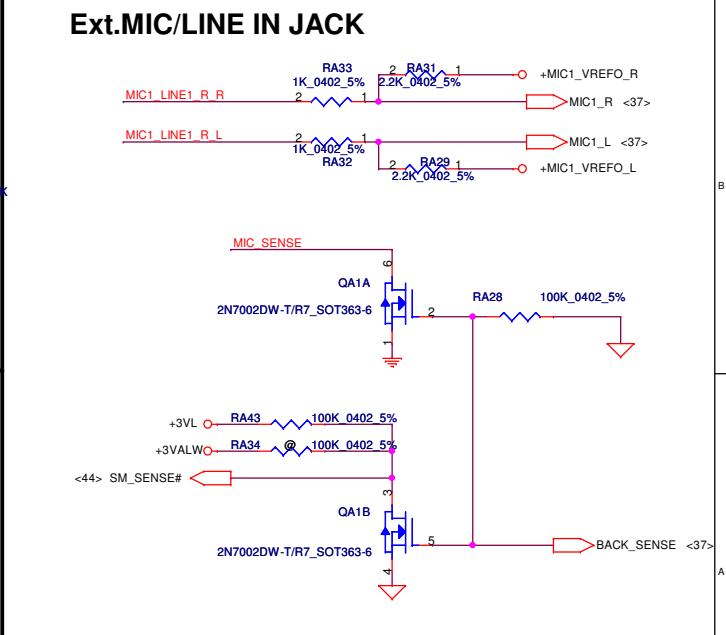 Ext.MIC/LINE IN JACK
RA33
1K_0402_5%
2 RA31 1
2.2K_0402_5%
+MIC1_VREFO_R
MIC1_LINE1_R_R
2 1
MIC1_R <37>
MIC1_LINE1_R_L
2 1
1K_0402_5%
RA32
MIC1_L <37>
2 RA29 1
2.2K_0402_5%
+MIC1_VREFO_L
B
MIC_SENSE
6
QA1A
2N7002DW-T/R7_SOT363-6
2
1
RA28 100K_0402_5%
+3VL RA43 100K_0402_5%
+3VALW RA34 @ 100K_0402_5%
<44> SM_SENSE#
3
QA1B
2N7002DW-T/R7_SOT363-6
5
4
BACK_SENSE <37>
A